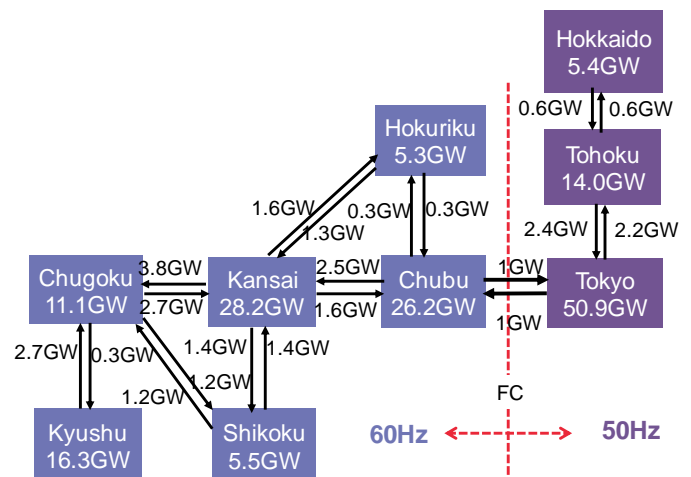 Hokkaido
5.4GW
0.6GW
0.6GW
Hokuriku
5.3GW
Tohoku
14.0GW
1.6GW
1.3GW
0.3GW
0.3GW
2.4GW
2.2GW
Chugoku
11.1GW
3.8GW
2.7GW
Kansai
28.2GW
2.5GW
1.6GW
Chubu
26.2GW
1GW
1GW
Tokyo
50.9GW
2.7GW
0.3GW
1.2GW
1.2GW
1.4GW
1.4GW
FC
Kyushu
16.3GW
Shikoku
5.5GW
60Hz
50Hz